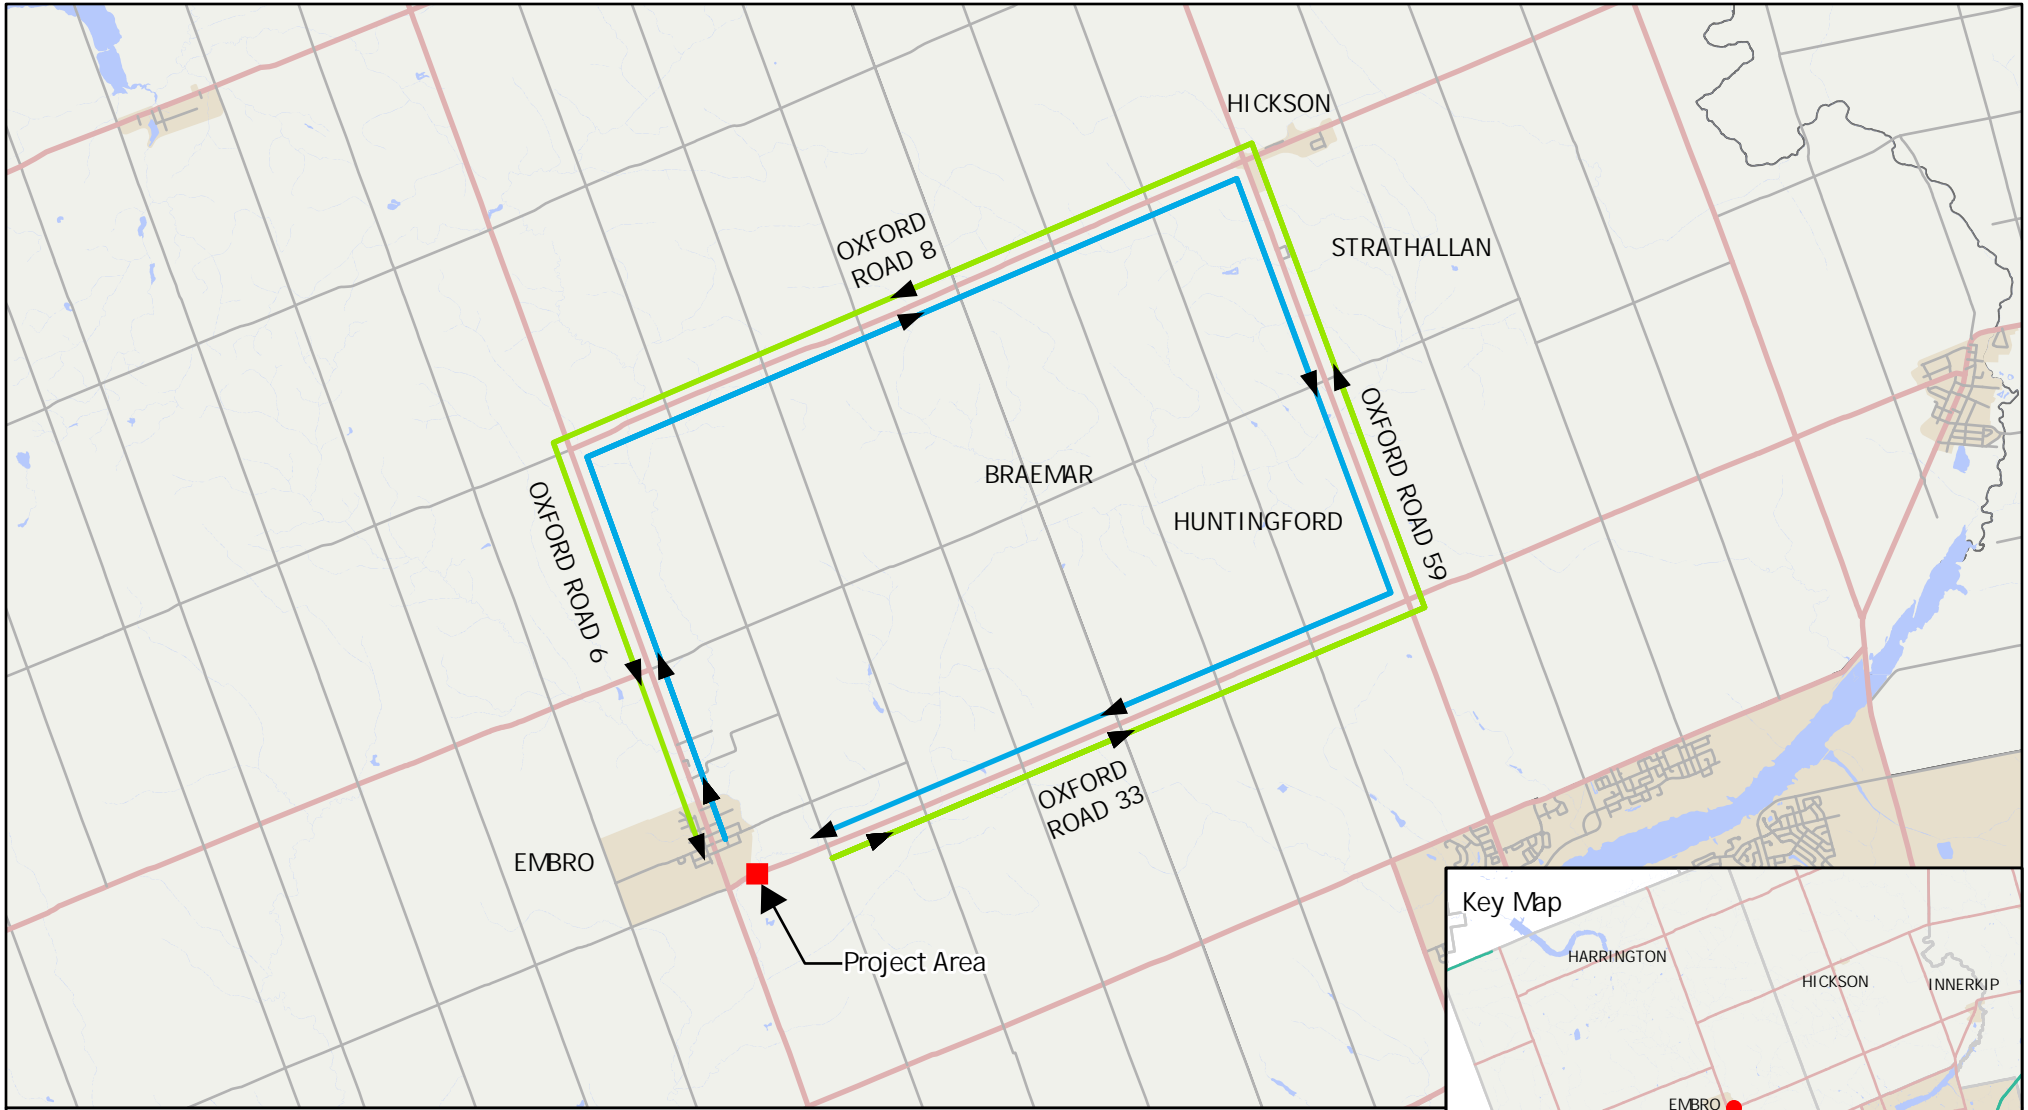 HICKSON
STRATHALLAN
OXFORD
ROAD 8
BRAEMAR
HUNTINGFORD
OXFORD ROAD 59
OXFORD ROAD 6
OXFORD
ROAD 33
EMBRO
Project Area
Key Map
HARRINGTON
HICKSON
INNERKIP
EMBRO